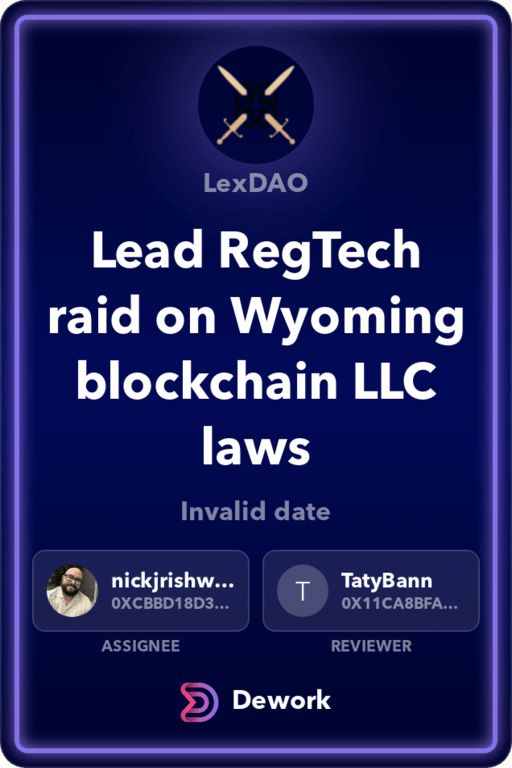 LexDAO
Lead RegTech
raid on Wyoming
blockchain LLC
laws
Invalid date
nickjrishw...
0XCBBD18D3...
ASSIGNEE
T
TatyBann
0X11CA8BFA...
REVIEWER
Dework